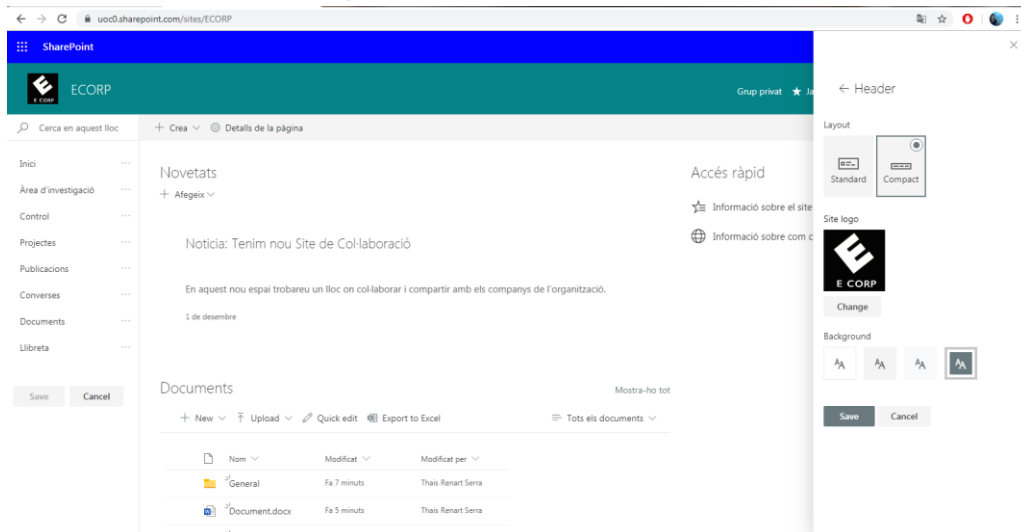 uoc0.sharepoint.com/sites/ECORP
SharePoint
E CORP
ECORP
Grup privat
Cerca en aquest lloc
Crea
Detalls de la pàgina
Inici
Àrea d'investigació
Control
Projectes
Publicacions
Converses
Documents
Llibreta
Save Cancel
Novetats
Afegeix
Noticia: Tenim nou Site de Col·laboració
En aquest nou espai trobareu un lloc on col·laborar i compartir amb els companys de l'organització.
1 de desembre
Accés ràpid
Informació sobre el site
Informació sobre com
Documents
Mostra-ho tot
New Upload Quick edit Export to Excel Tots els documents
Nom Modificat Modificat per
General Fa 7 minuts Thais Renart Serra
Document.docx Fa 5 minuts Thais Renart Serra
Header
Layout
Standard Compact
Site logo
E CORP
Change
Background
AA AA AA AA
Save Cancel